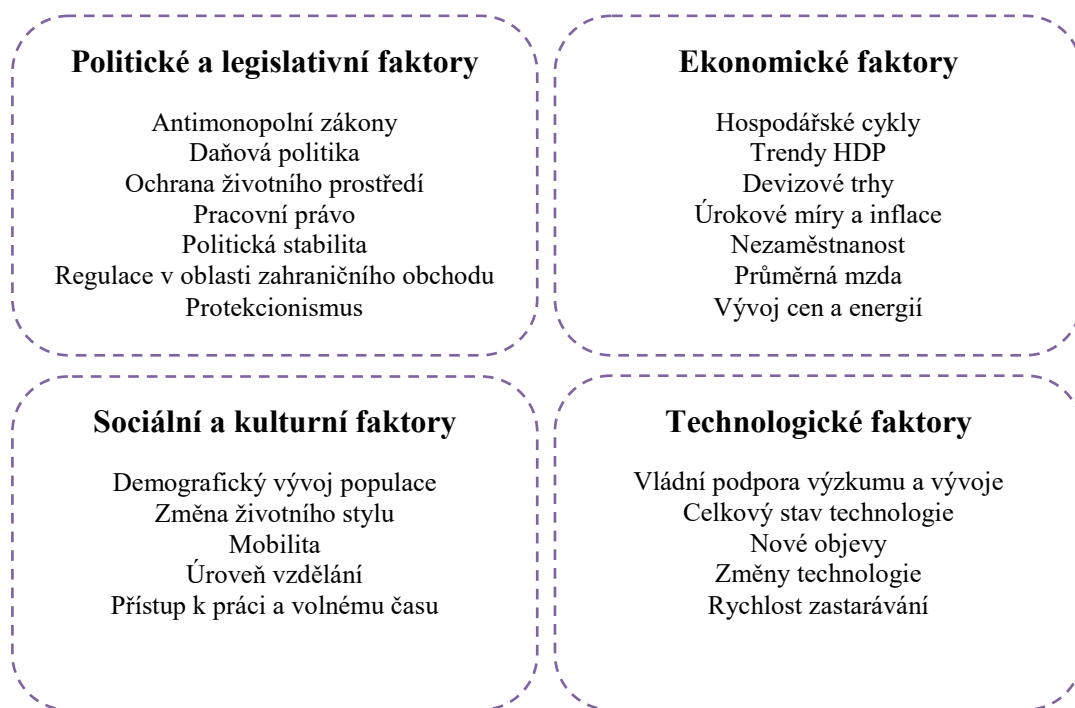 Politické a legislativní faktory
Antimonopolní zákony
Daňová politika
Ochrana životního prostředí
Pracovní právo
Politická stabilita
Regulace v oblasti zahraničního obchodu
Protekcionismus
Ekonomické faktory
Hospodářské cykly
Trendy HDP
Devizové trhy
Úrokové míry a inflace
Nezaměstnanost
Průměrná mzda
Vývoj cen a energií
Sociální a kulturní faktory
Demografický vývoj populace
Změna životního stylu
Mobilita
Úroveň vzdělání
Přístup k práci a volnému času
Technologické faktory
Vládní podpora výzkumu a vývoje
Celkový stav technologie
Nové objevy
Změny technologie
Rychlost zastarávání